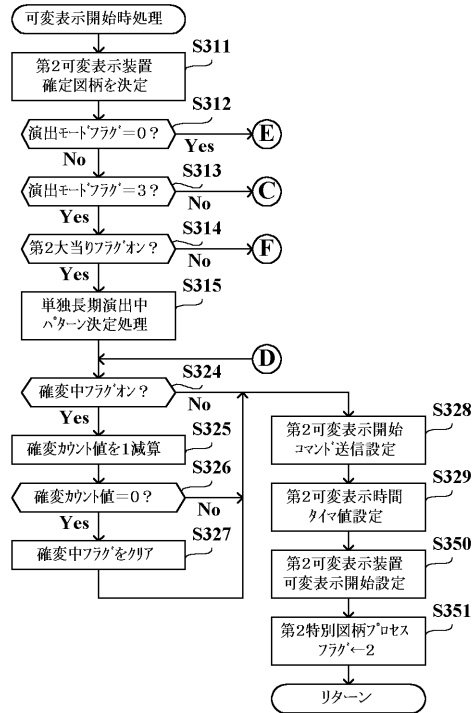 可変表示開始時処理
S311
第2可変表示装置
確定図柄を決定
S312
演出モードフラグ=0?
Yes
E
No
S313
演出モードフラグ=3?
No
C
Yes
S314
第2大当りフラグオン?
No
F
Yes
S315
単独長期演出中
パターン決定処理
D
S324
確変中フラグオン?
No
Yes
S325
確変カウント値を1減算
S326
確変カウント値=0?
No
Yes
S327
確変中フラグをクリア
S328
第2可変表示開始
コマンド送信設定
S329
第2可変表示時間
タイマ値設定
S350
第2可変表示装置
可変表示開始設定
S351
第2特別図柄プロセス
フラグ←2
リターン